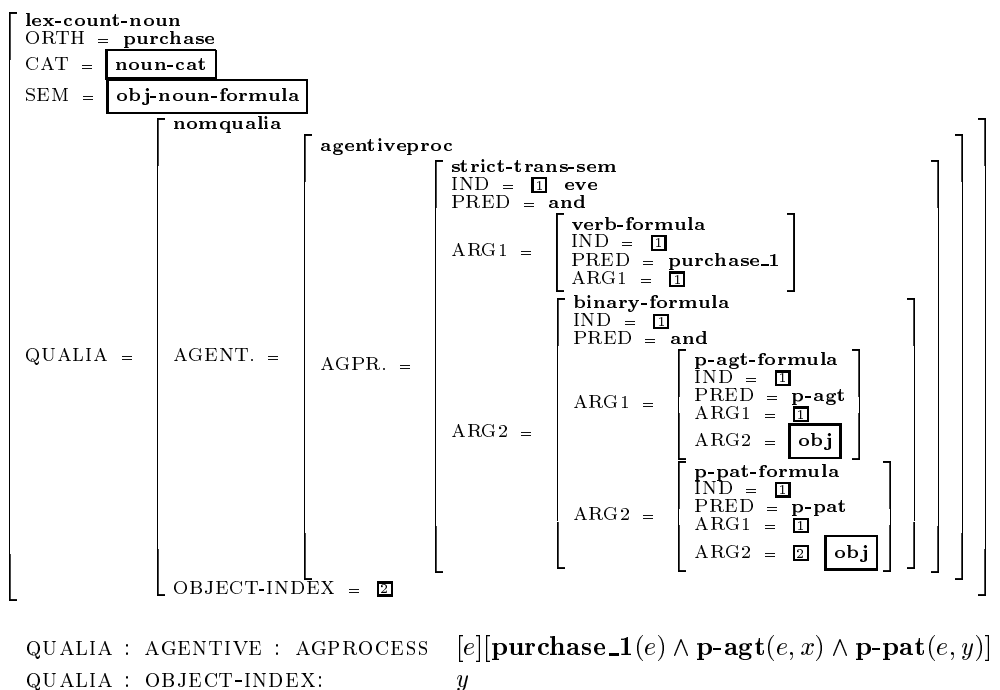 lex-count-noun
ORTH = purchase
CAT = noun-cat
SEM = obj-noun-formula
nomqualia
agentiveproc
strict-trans-sem
IND = 1 eve
PRED = and
verb-formula
IND = 1
ARG1 =
PRED = purchase_1
ARG1 = 1
binary-formula
IND = 1
PRED = and
QUALIA = AGENT. = AGPR. =
p-agt-formula
IND = 1
PRED = p-agt
ARG1 =
ARG1 = 1
ARG2 =
ARG2 = obj
p-pat-formula
IND = 1
PRED = p-pat
ARG2 =
ARG1 = 1
ARG2 = 2 obj
OBJECT-INDEX = 2
QUALIA : AGENTIVE : AGPROCESS [e][purchase_1(e) ∧ p-agt(e, x) ∧ p-pat(e, y)]
QUALIA : OBJECT-INDEX: y